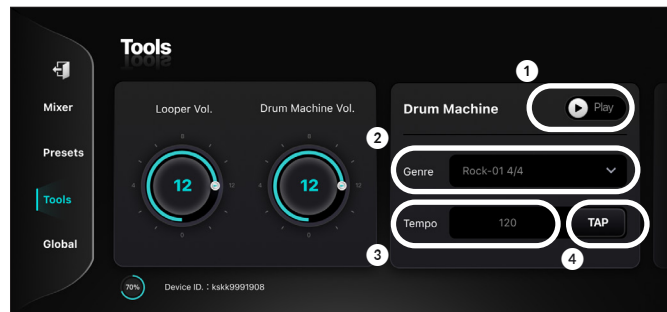 Tools
1
Mixer
Presets
Tools
Global
Looper Vol.
Drum Machine Vol.
12
12
Drum Machine
Play
2
Genre
Rock-01 4/4
3
Tempo
120
TAP
4
70%
Device ID. : kskk9991908